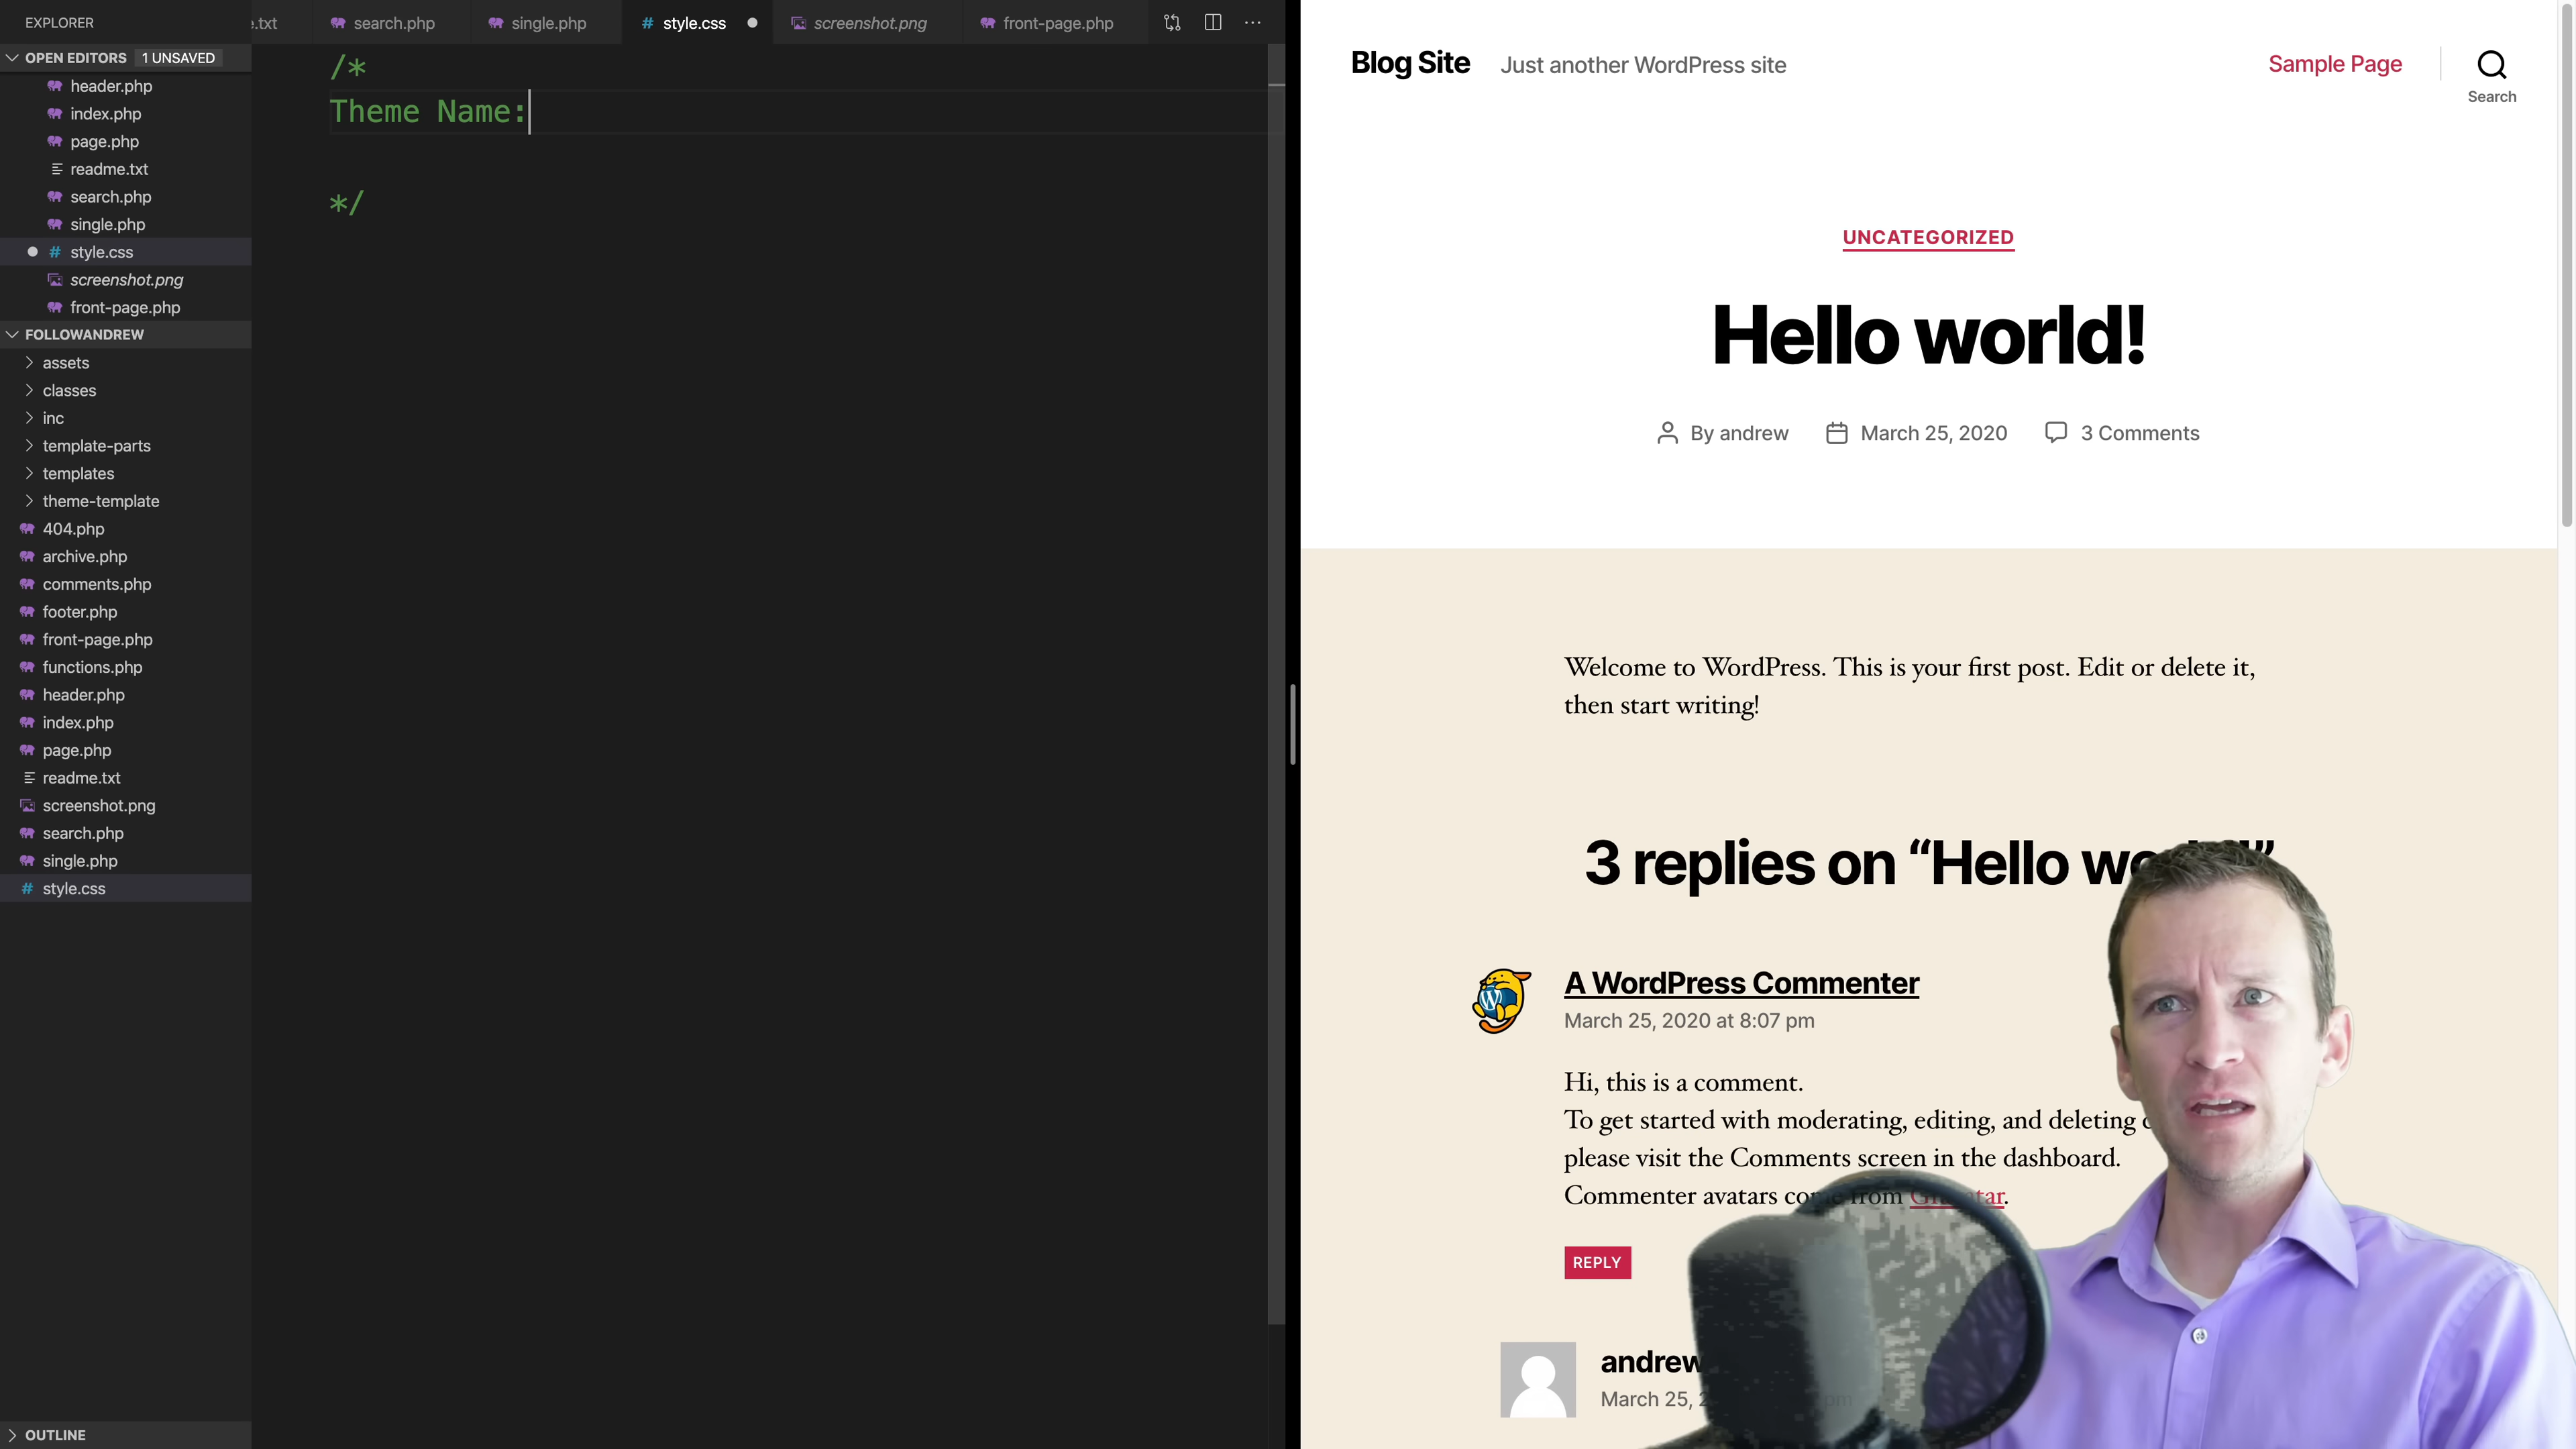 EXPLORER
OPEN EDITORS 1 UNSAVED
header.php
index.php
page.php
readme.txt
search.php
single.php
# style.css
screenshot.png
front-page.php
FOLLOWANDREW
assets
classes
inc
template-parts
templates
theme-template
404.php
archive.php
comments.php
footer.php
front-page.php
functions.php
header.php
index.php
page.php
readme.txt
screenshot.png
search.php
single.php
# style.css
OUTLINE
e.txt search.php single.php # style.css screenshot.png front-page.php
/*
Theme Name:
*/
Blog Site Just another WordPress site Sample Page
Search
UNCATEGORIZED
Hello world!
By andrew March 25, 2020 3 Comments
Welcome to WordPress. This is your first post. Edit or delete it,
then start writing!
3 replies on “Hello
A WordPress Commenter
March 25, 2020 at 8:07 pm
Hi, this is a comment.
To get started with moderating, editing, and deleting
please visit the Comments screen in the dashboard.
Commenter avatars come from
REPLY
andrew
March 25,
pm